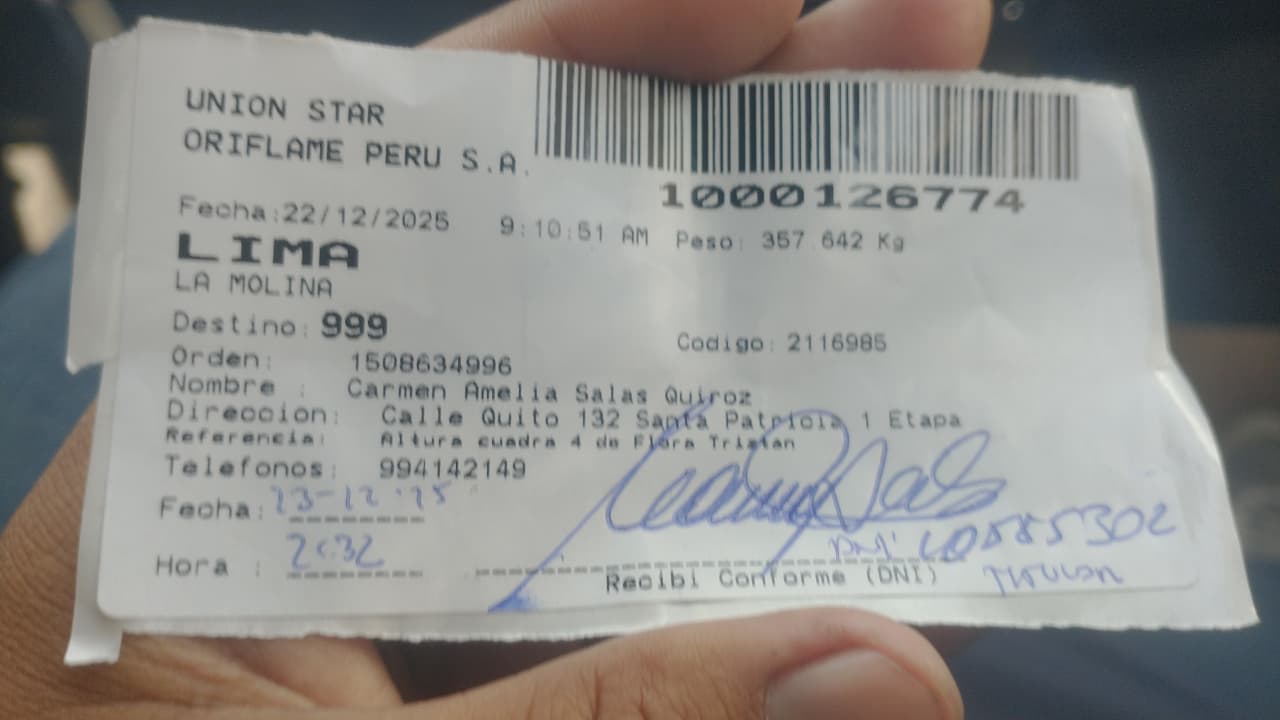 UNION STAR
ORIFLAME PERU S.A.
1000126774
Fecha:22/12/2025 9:10:51 AM Peso: 357.642 Kg
LIMA
LA MOLINA
Destino: 999
Codigo: 2116985
Orden: 1508634996
Nombre : Carmen Amelia Salas Quiroz
Direccion: Calle Quito 132 Santa Patricia 1 Etapa
Referencia: Altura cuadra 4 de Flora Tristan
Telefonos: 994142149
Fecha: 23-12-25
Hora :
DNI
Recibi Conforme (DNI)